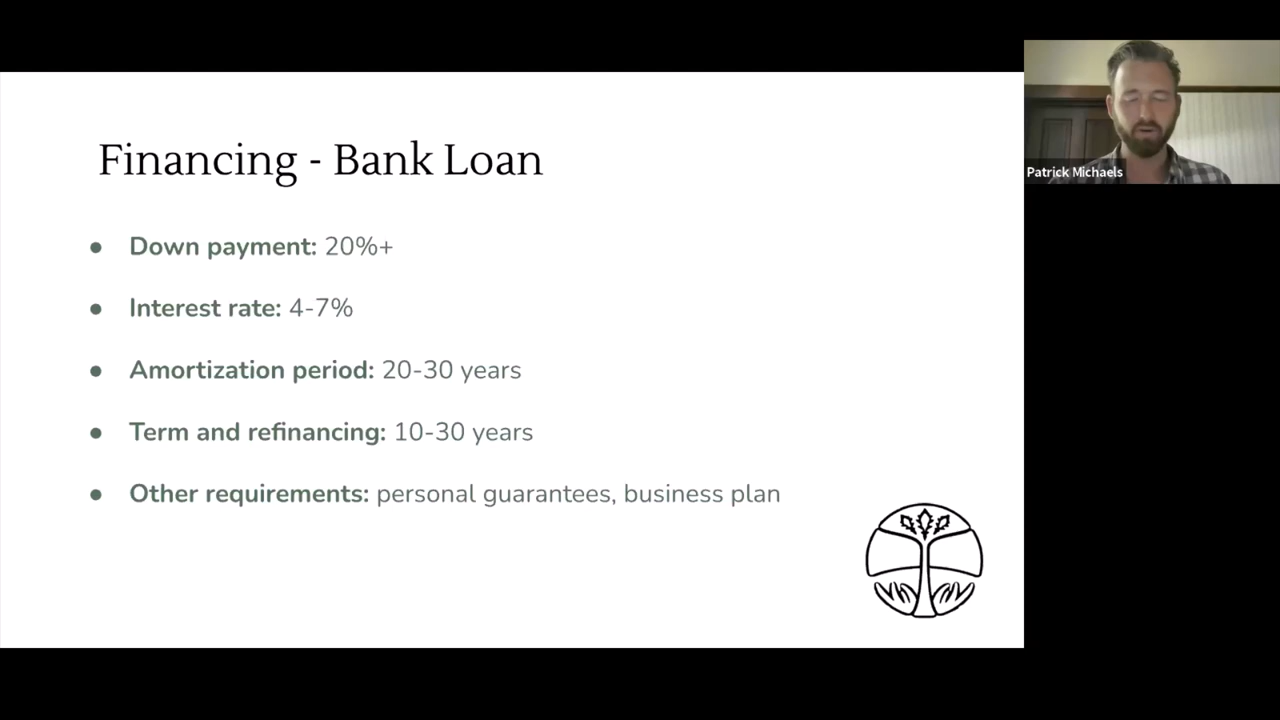 Financing - Bank Loan
● Down payment: 20%+
● Interest rate: 4-7%
● Amortization period: 20-30 years
● Term and refinancing: 10-30 years
● Other requirements: personal guarantees, business plan
Patrick Michaels